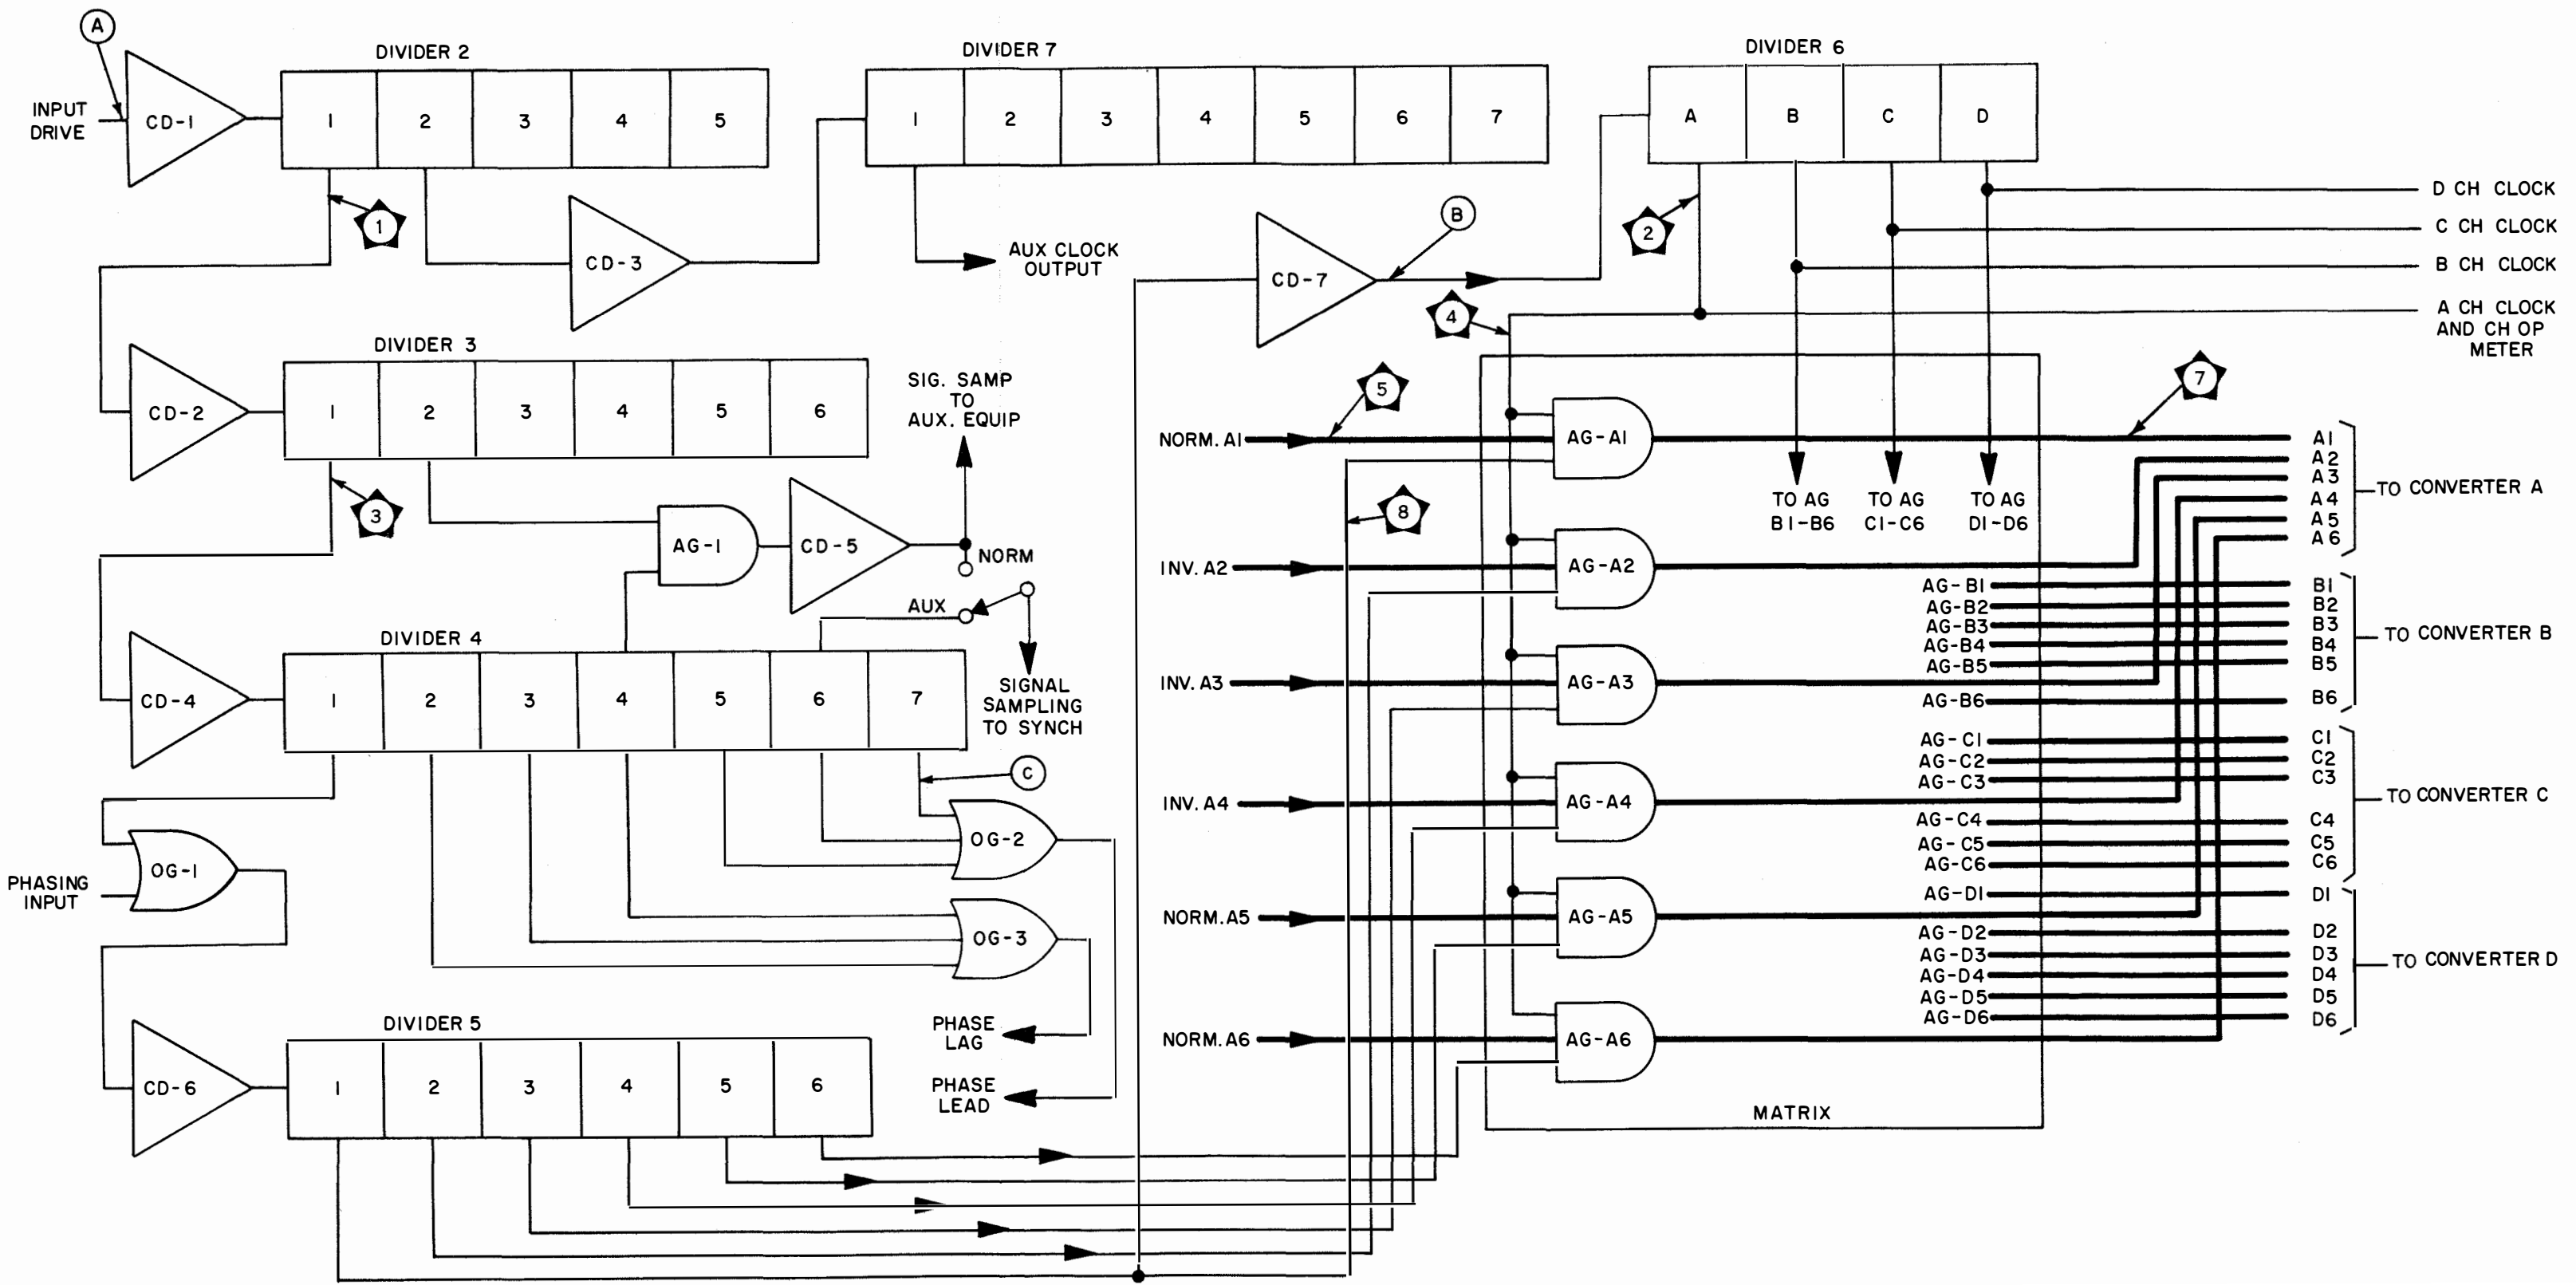 A
INPUT
DRIVE
CD-1
DIVIDER 2
1 2 3 4 5
1
CD-3
DIVIDER 7
1 2 3 4 5 6 7
AUX CLOCK
OUTPUT
DIVIDER 6
A B C D
2
D CH CLOCK
C CH CLOCK
B CH CLOCK
A CH CLOCK
AND CH OP
METER
CD-7
B
4
CD-2
DIVIDER 3
1 2 3 4 5 6
3
SIG. SAMP
TO
AUX. EQUIP
AG-1
CD-5
NORM
AUX
SIGNAL
SAMPLING
TO SYNCH
CD-4
DIVIDER 4
1 2 3 4 5 6 7
C
OG-2
OG-3
PHASING
INPUT
OG-1
PHASE
LAG
PHASE
LEAD
CD-6
DIVIDER 5
1 2 3 4 5 6
NORM. A1
5
AG-A1
7
8
INV. A2
AG-A2
INV. A3
AG-A3
INV. A4
AG-A4
NORM. A5
AG-A5
NORM. A6
AG-A6
MATRIX
TO AG
B1-B6
TO AG
C1-C6
TO AG
D1-D6
A1
A2
A3
A4
A5
A6
TO CONVERTER A
AG-B1 B1
AG-B2 B2
AG-B3 B3
AG-B4 B4
AG-B5 B5
AG-B6 B6
TO CONVERTER B
AG-C1 C1
AG-C2 C2
AG-C3 C3
AG-C4 C4
AG-C5 C5
AG-C6 C6
TO CONVERTER C
AG-D1 D1
AG-D2 D2
AG-D3 D3
AG-D4 D4
AG-D5 D5
AG-D6 D6
TO CONVERTER D